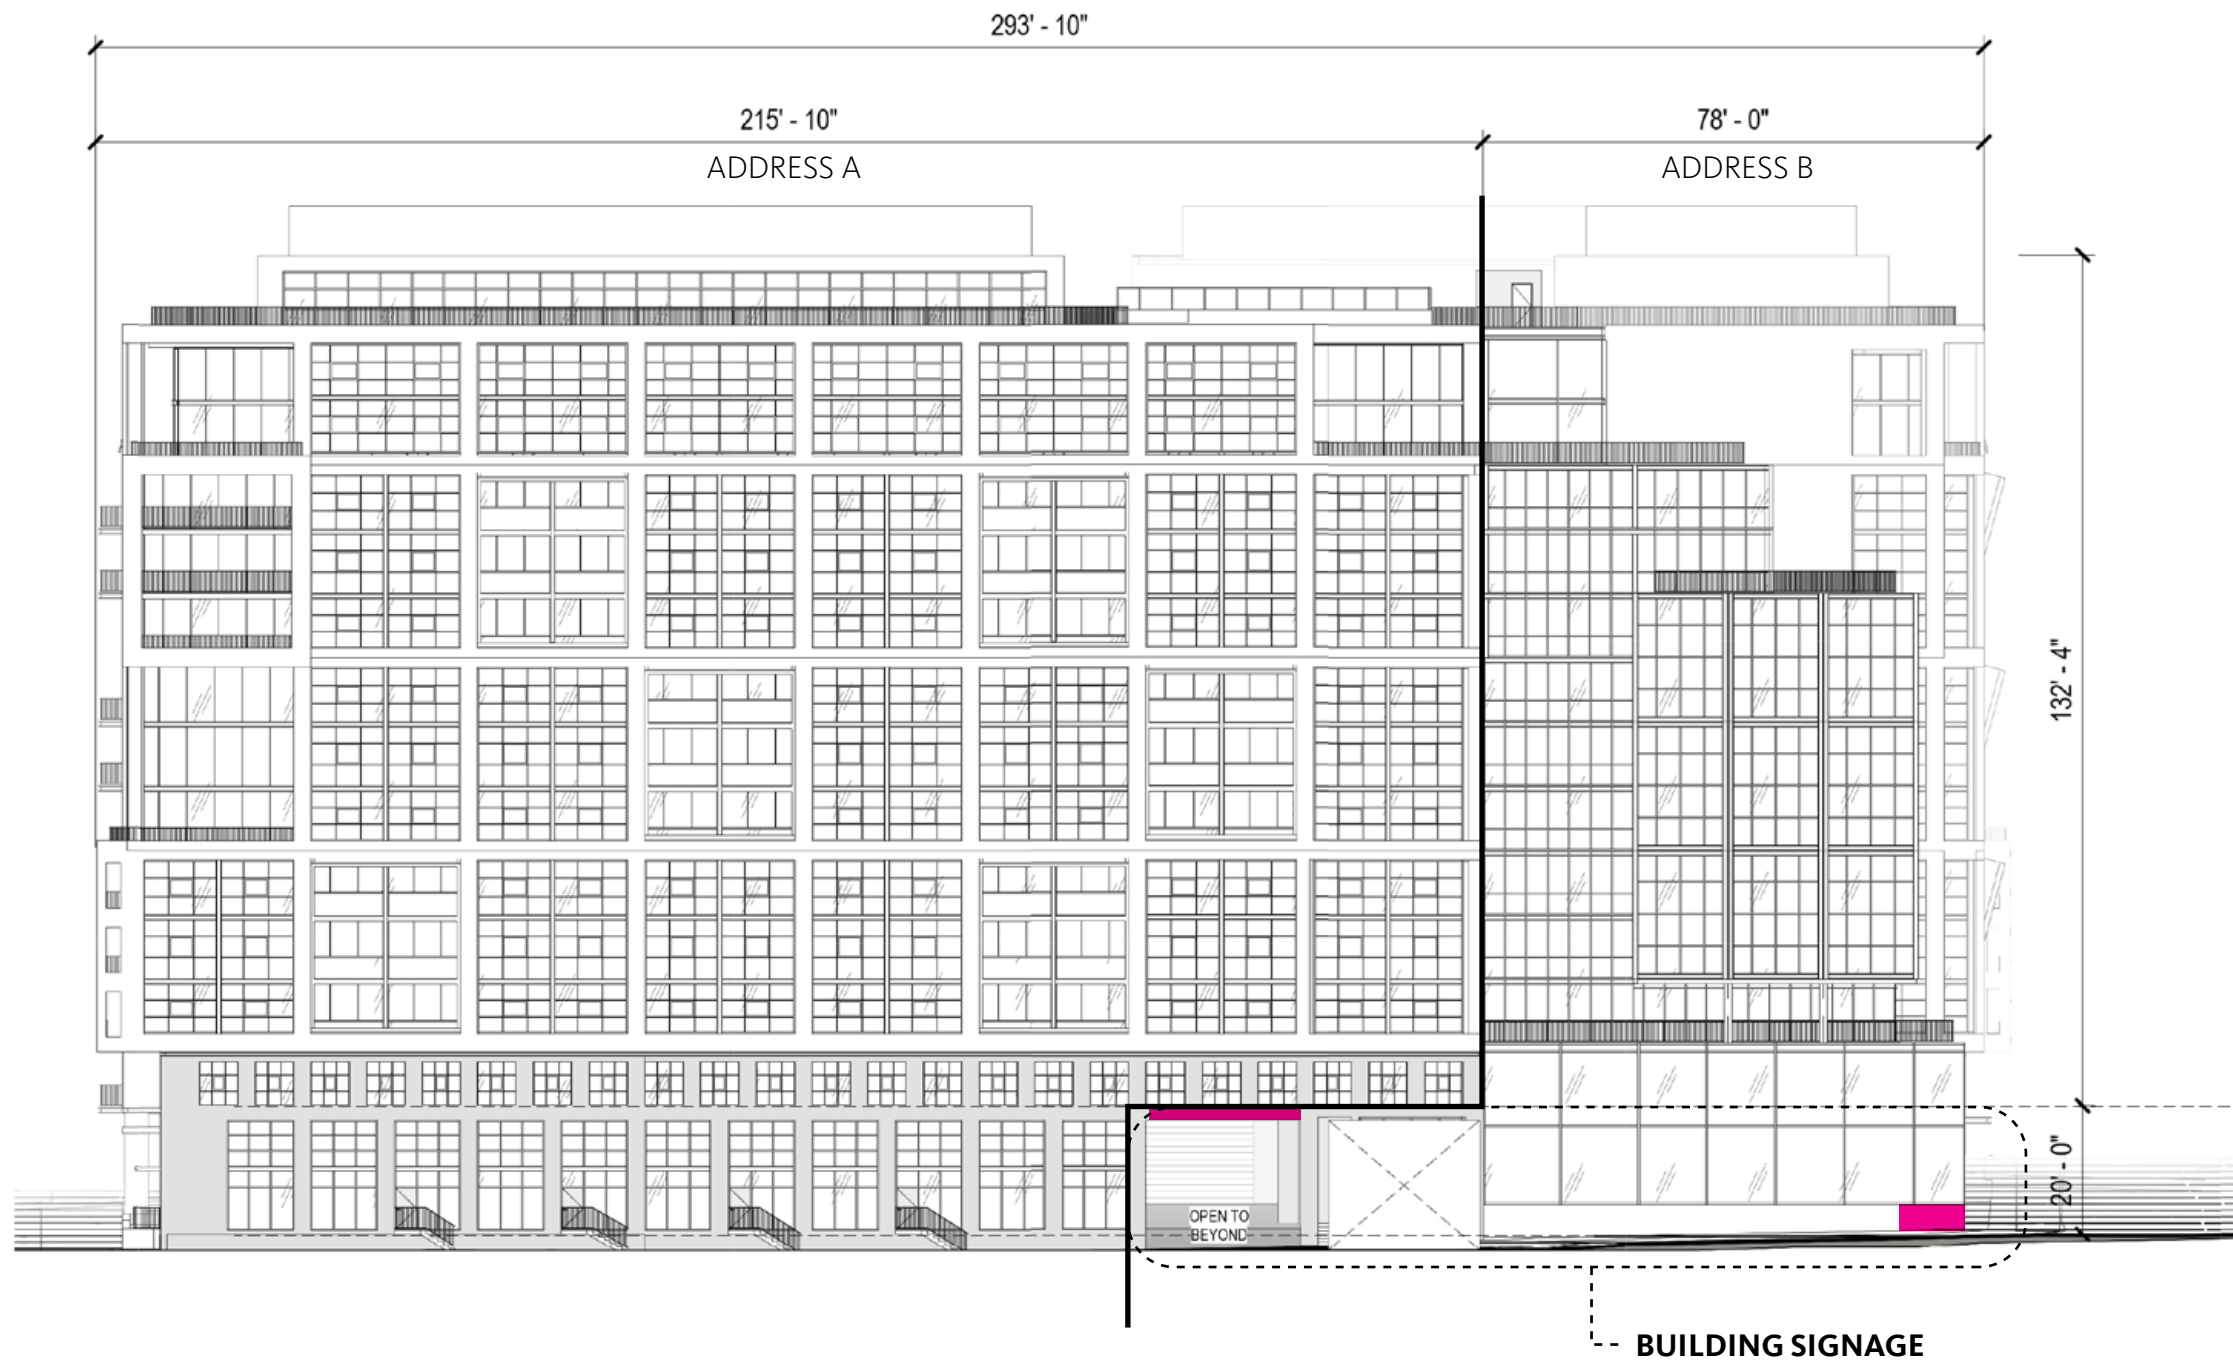 293' - 10"
215' - 10"
78' - 0"
ADDRESS A
ADDRESS B
132' - 4"
20' - 0"
OPEN TO
BEYOND
BUILDING SIGNAGE